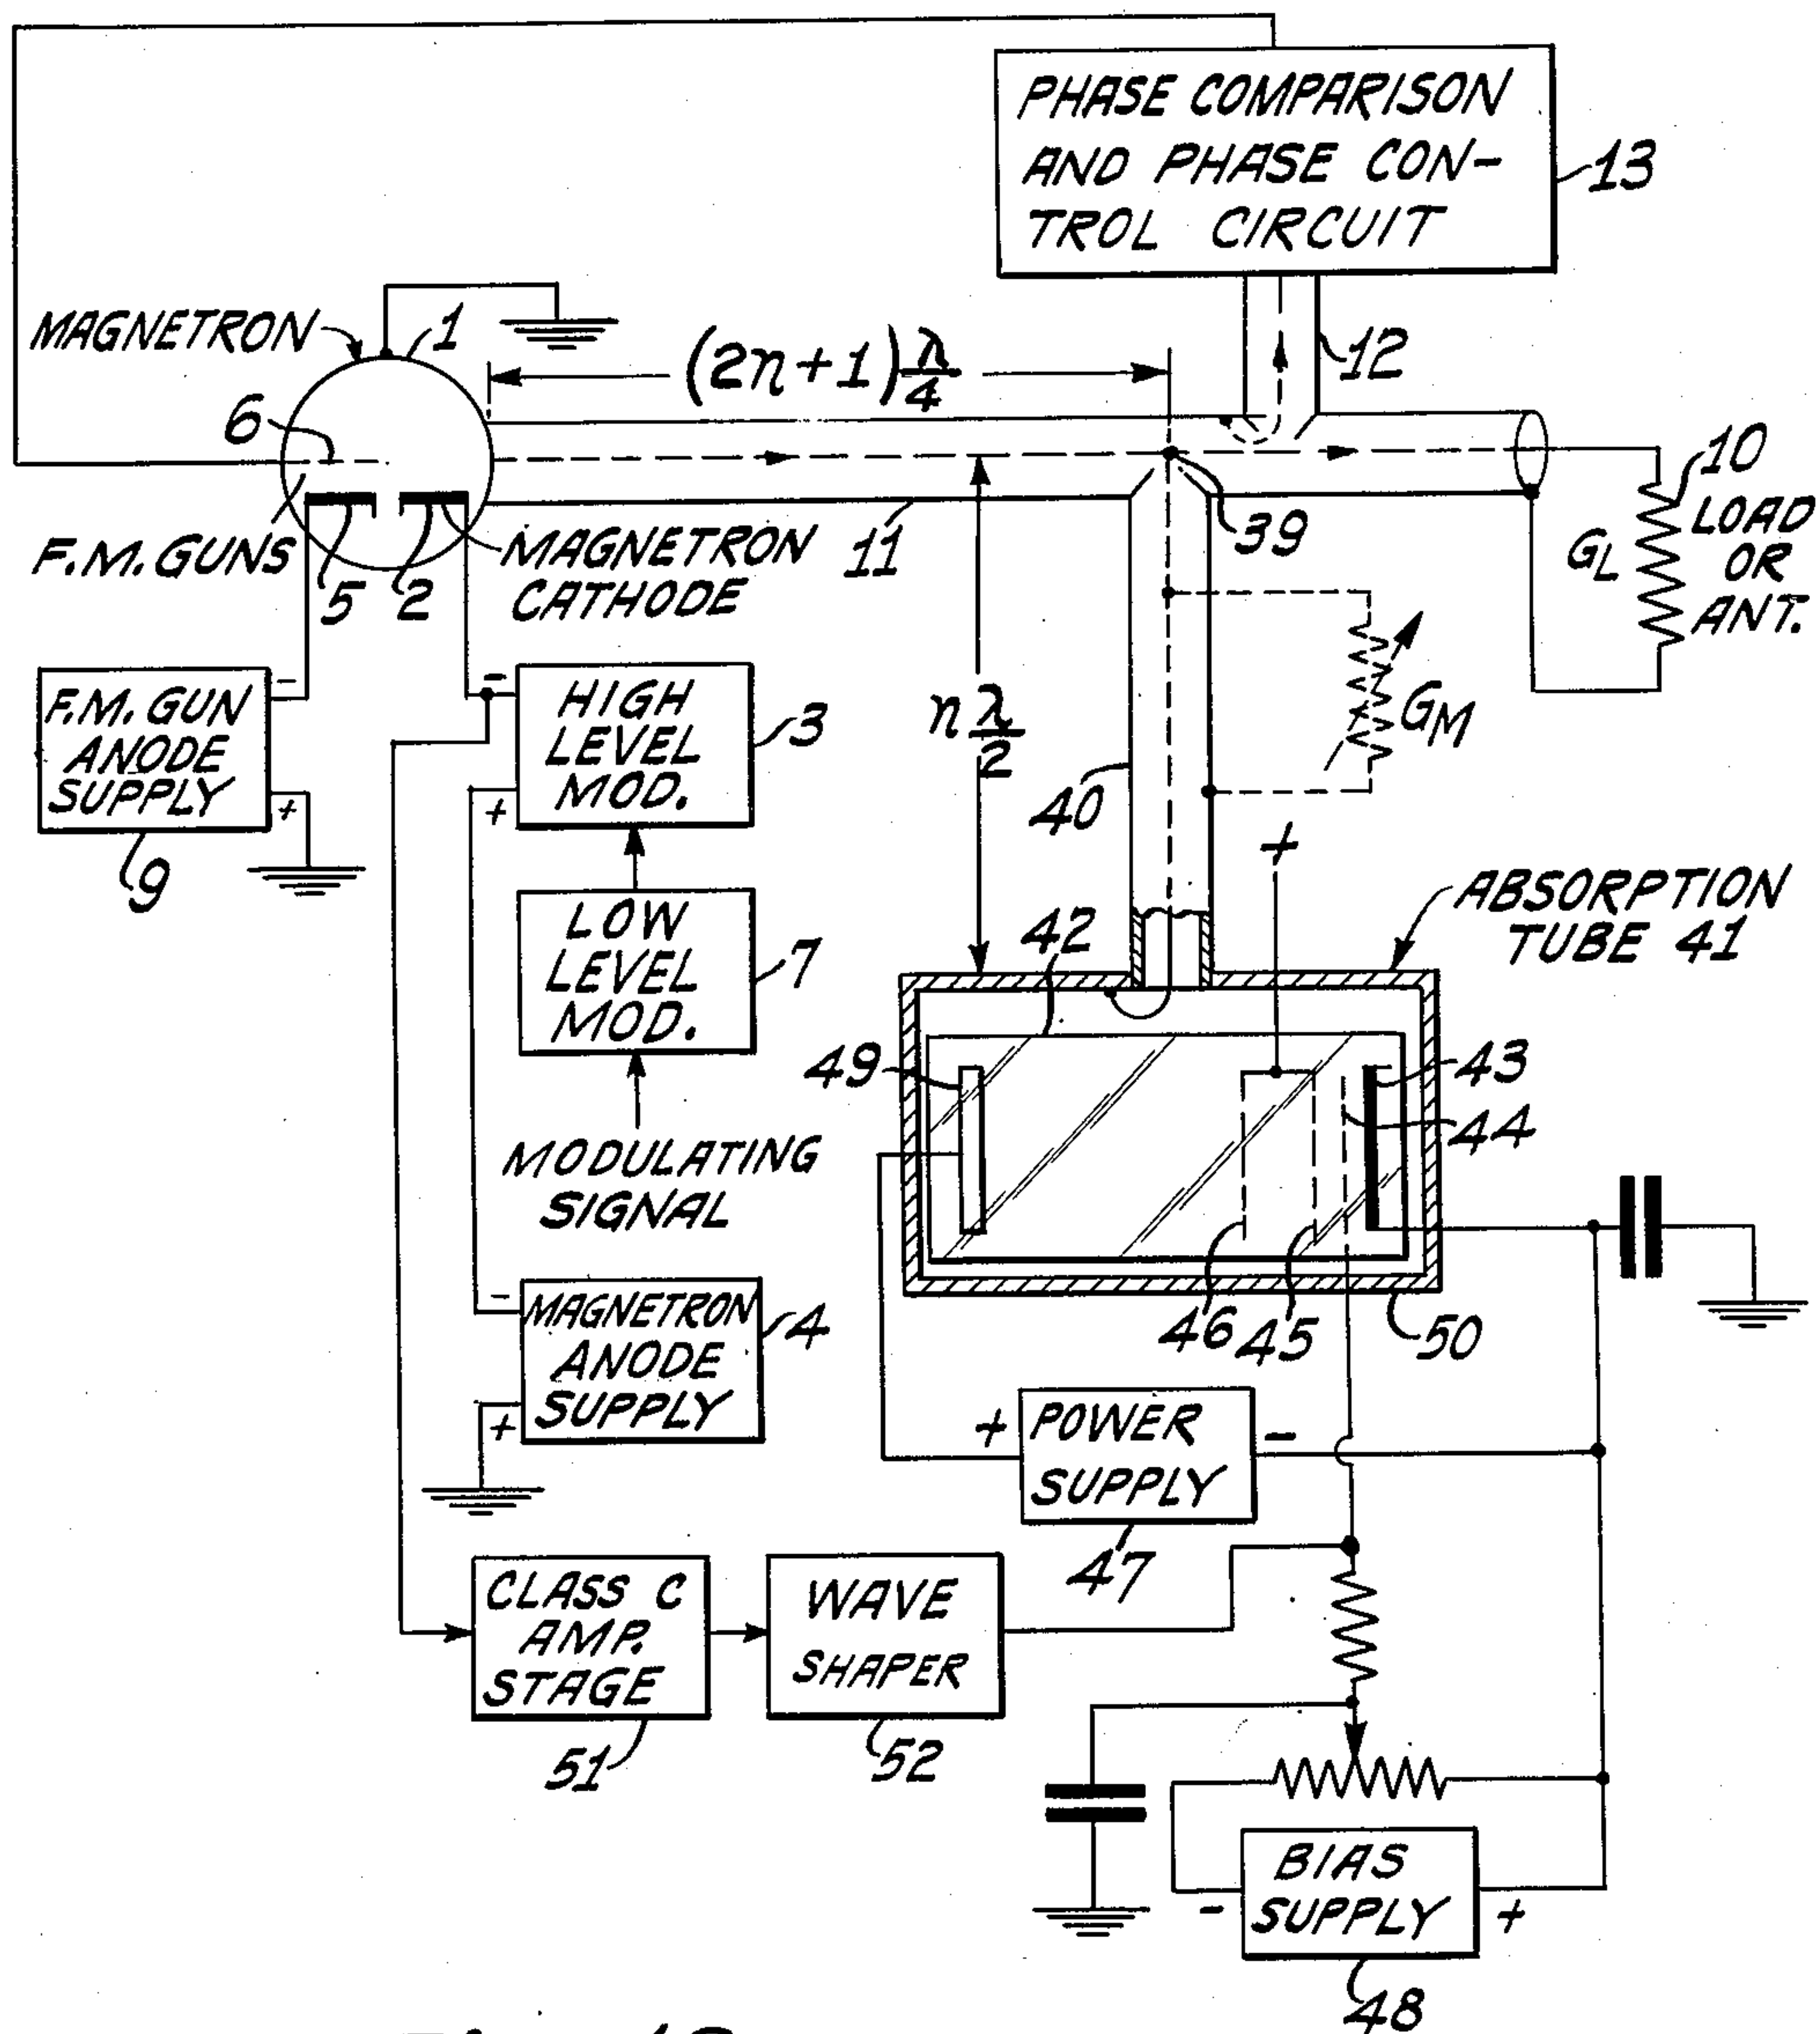 PHASE COMPARISON
AND PHASE CON-
TROL CIRCUIT
13
MAGNETRON
1
(2n+1) λ/4
12
6
10
LOAD
OR
ANT.
GL
39
F.M. GUNS
5
2
MAGNETRON
CATHODE
11
F.M. GUN
ANODE
SUPPLY
-
+
9
-
+
HIGH
LEVEL
MOD.
3
n λ/2
GM
40
+
LOW
LEVEL
MOD.
7
42
ABSORPTION
TUBE 41
49
43
44
MODULATING
SIGNAL
46
45
50
-
+
MAGNETRON
ANODE
SUPPLY
4
+
POWER
SUPPLY
-
47
CLASS C
AMP.
STAGE
51
WAVE
SHAPER
52
BIAS
SUPPLY
-
+
48